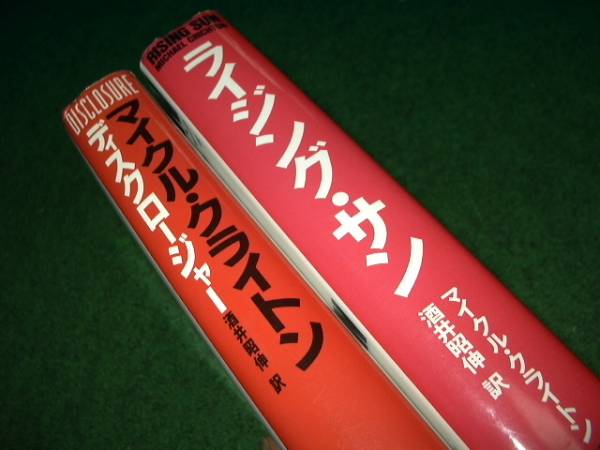 DISCLOSURE
マイクル・クライトン
ディスクロージャー
酒井昭伸 訳
RISING SUN
MICHAEL CRICHTON
ライジング・サン
マイクル・クライトン
酒井昭伸 訳